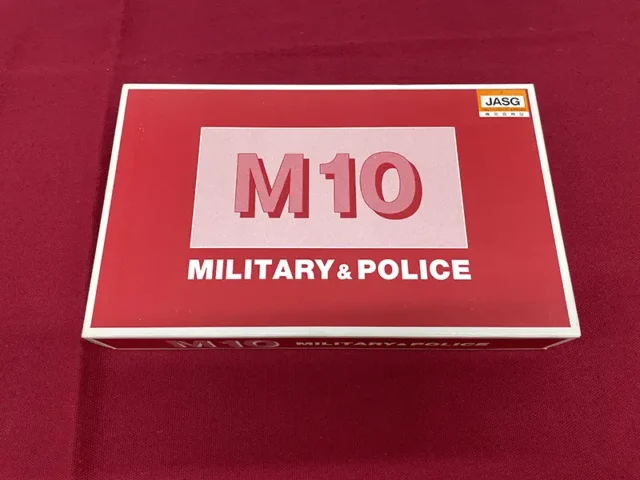 JASG
M10
MILITARY & POLICE
M10 MILITARY & POLICE